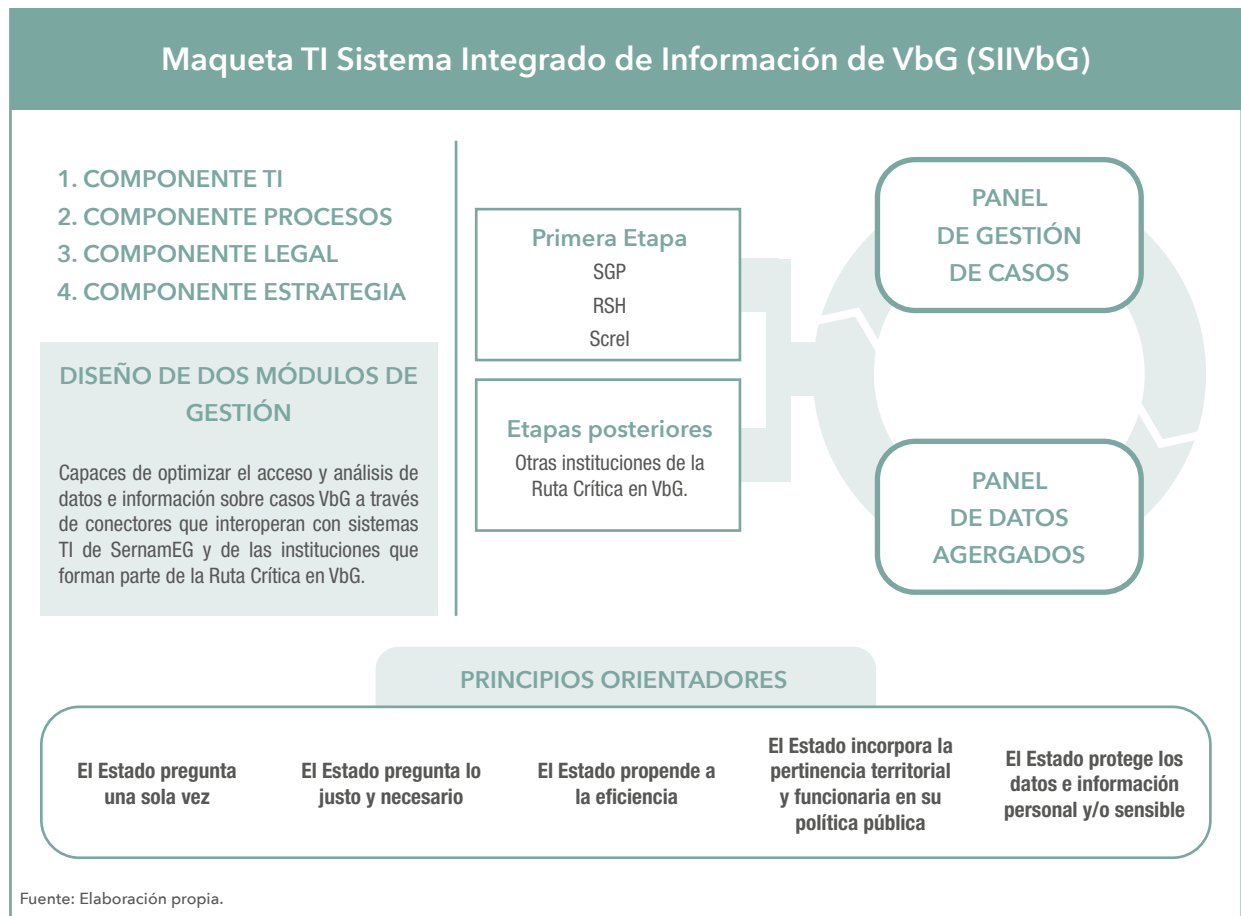 Maqueta TI Sistema Integrado de Información de VbG (SIIVbG)
1. COMPONENTE TI
2. COMPONENTE PROCESOS
3. COMPONENTE LEGAL
4. COMPONENTE ESTRATEGIA
DISEÑO DE DOS MÓDULOS DE
GESTIÓN
Capaces de optimizar el acceso y análisis de
datos e información sobre casos VbG a través
de conectores que interoperan con sistemas
TI de SernamEG y de las instituciones que
forman parte de la Ruta Crítica en VbG.
Primera Etapa
SGP
RSH
Screl
Etapas posteriores
Otras instituciones de la
Ruta Crítica en VbG.
PANEL
DE GESTIÓN
DE CASOS
PANEL
DE DATOS
AGERGADOS
PRINCIPIOS ORIENTADORES
El Estado pregunta
una sola vez
El Estado pregunta lo
justo y necesario
El Estado propende a
la eficiencia
El Estado incorpora la
pertinencia territorial
y funcionaria en su
política pública
El Estado protege los
datos e información
personal y/o sensible
Fuente: Elaboración propia.